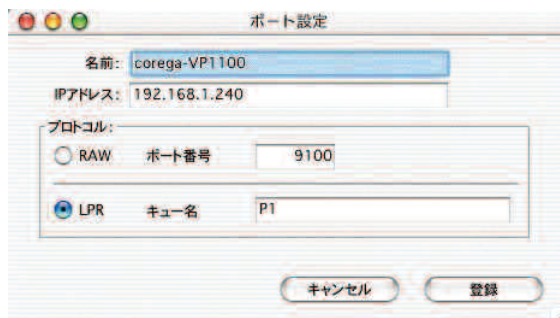 ポート設定
名前: corega-VP1100
IPアドレス: 192.168.1.240
プロトコル:
RAW ポート番号 9100
LPR キュー名 P1
キャンセル 登録